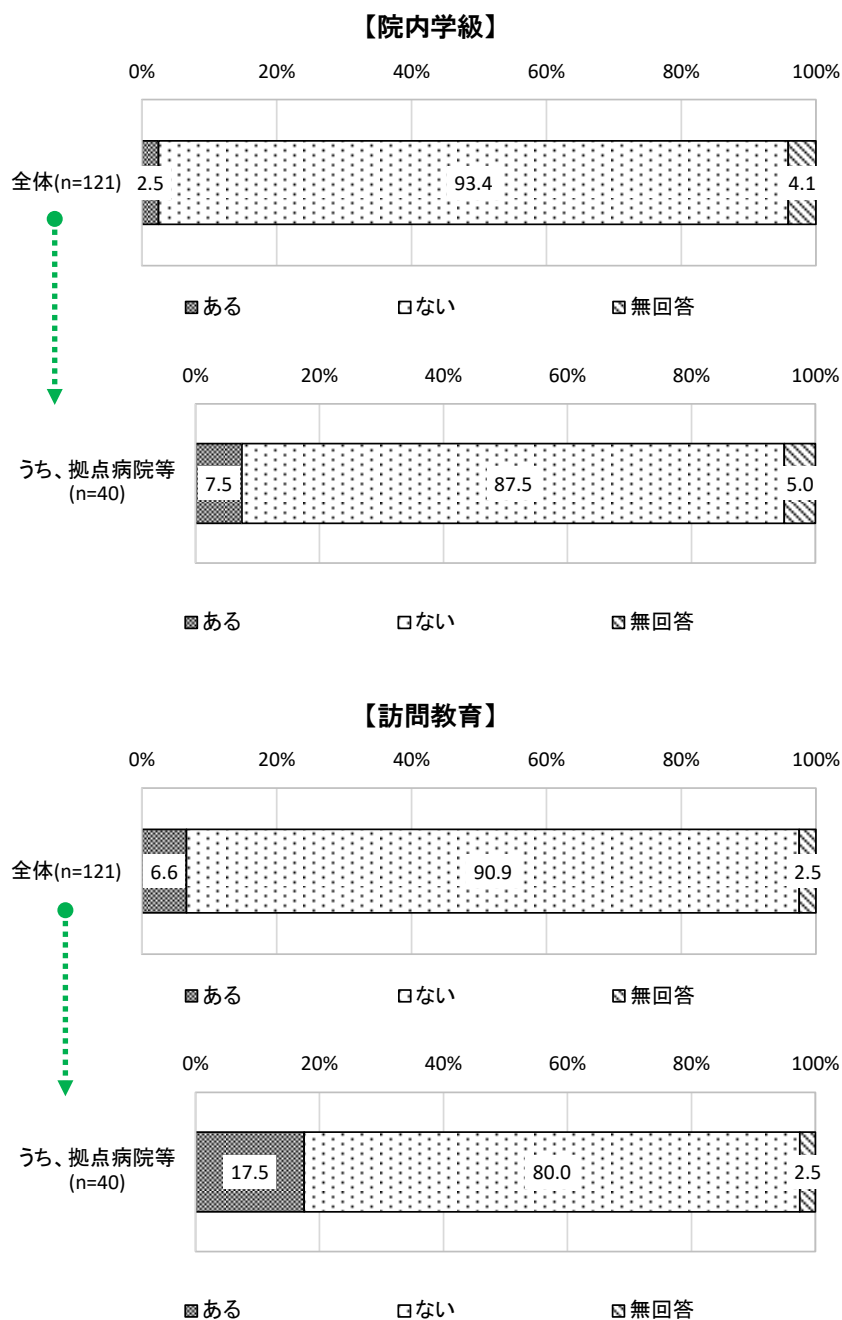 【院内学級】
0% 20% 40% 60% 80% 100%
全体(n=121) 2.5 93.4 4.1
ある ない 無回答
0% 20% 40% 60% 80% 100%
うち、拠点病院等
(n=40)
7.5 87.5 5.0
ある ない 無回答
【訪問教育】
0% 20% 40% 60% 80% 100%
全体(n=121) 6.6 90.9 2.5
ある ない 無回答
0% 20% 40% 60% 80% 100%
うち、拠点病院等
(n=40)
17.5 80.0 2.5
ある ない 無回答